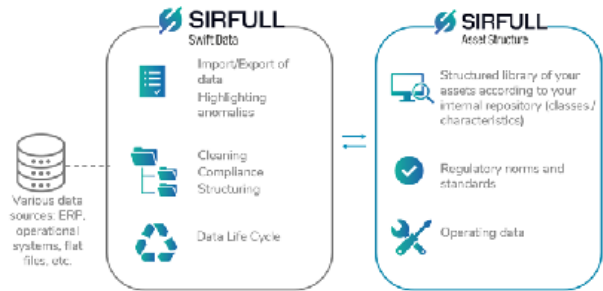 SIRFULL
Swift Data
Import/Export of
data
Highlighting
anomalies
Cleaning
Compliance
Structuring
Data Life Cycle
Various data
sources: ERP,
operational
systems, flat
files, etc.
SIRFULL
Asset Structure
Structured library of your
assets according to your
internal repository (classes/
characteristics)
Regulatory norms and
standards
Operating data